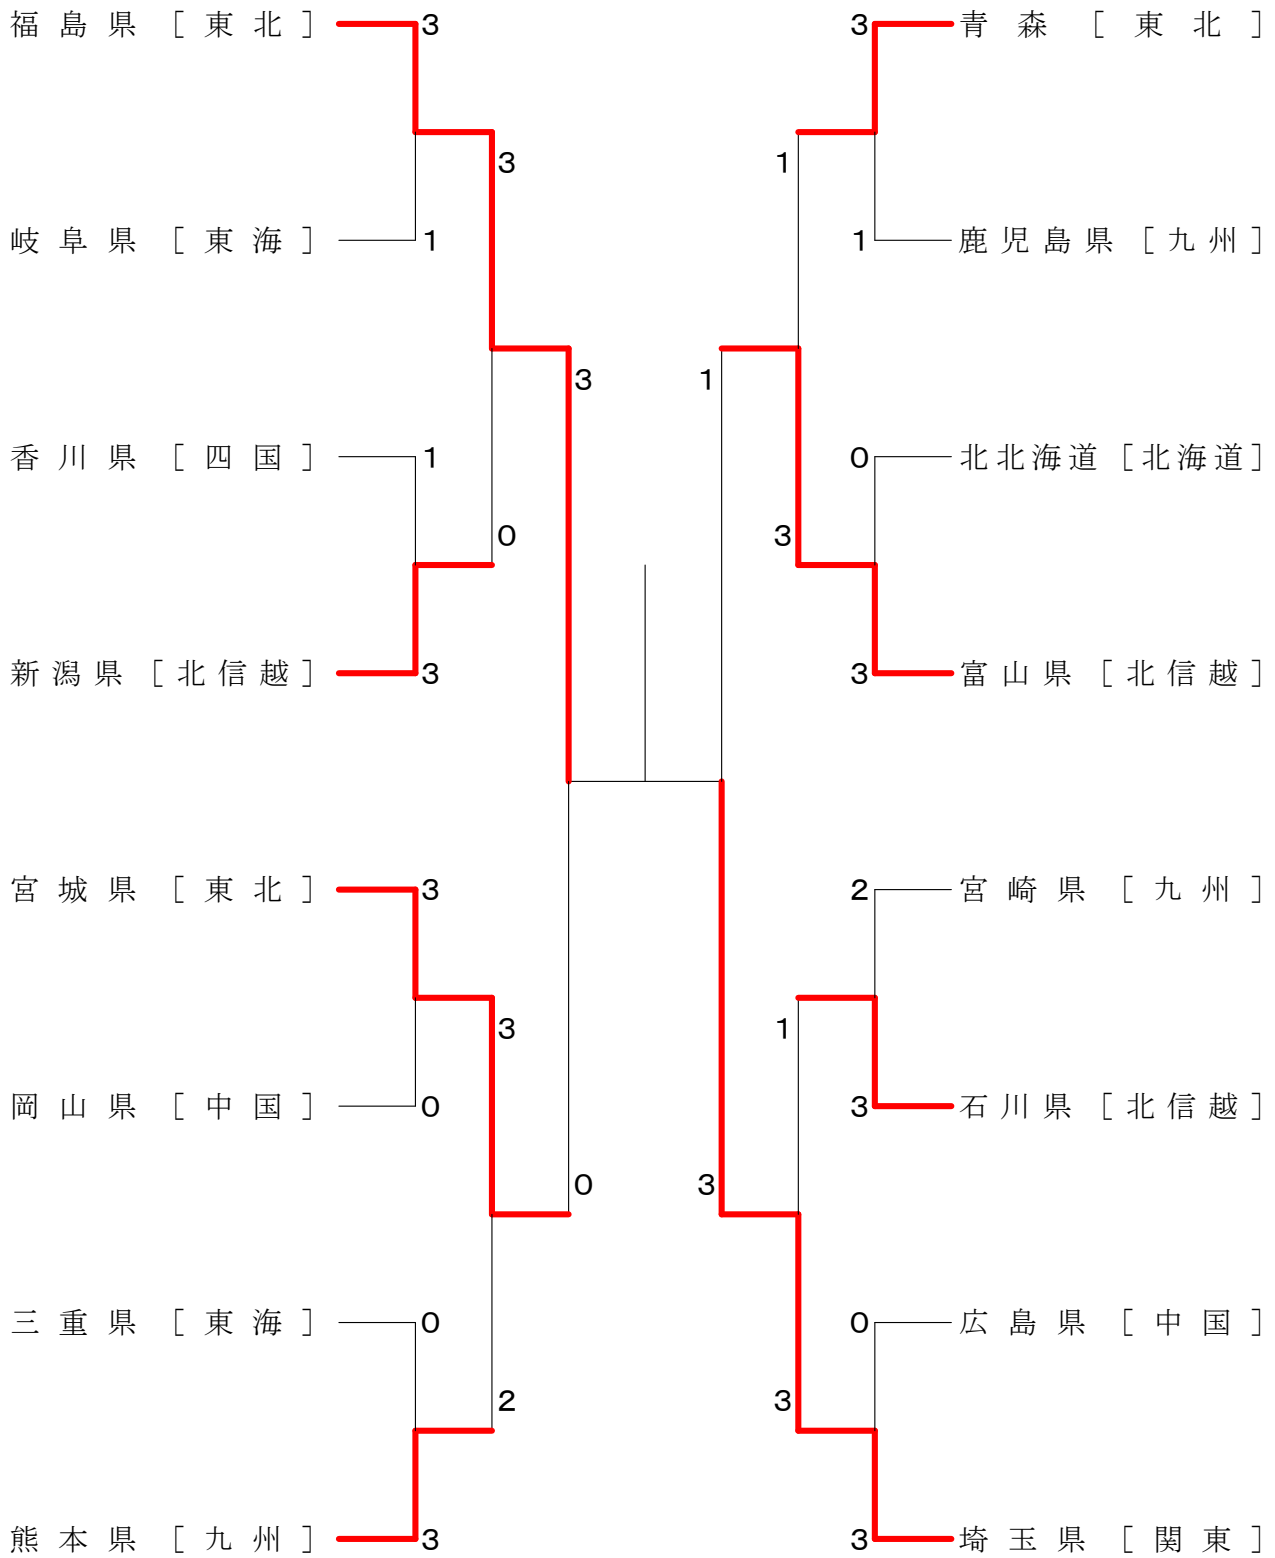 福島県［東北］ 3 3 青森［東北］
3 1
岐阜県［東海］ 1 1 鹿児島県［九州］
3 1
香川県［四国］ 1 0 北北海道［北海道］
0 3
新潟県［北信越］ 3 3 富山県［北信越］
宮城県［東北］ 3 2 宮崎県［九州］
3 1
岡山県［中国］ 0 3 石川県［北信越］
0 3
三重県［東海］ 0 0 広島県［中国］
2 3
熊本県［九州］ 3 3 埼玉県［関東］